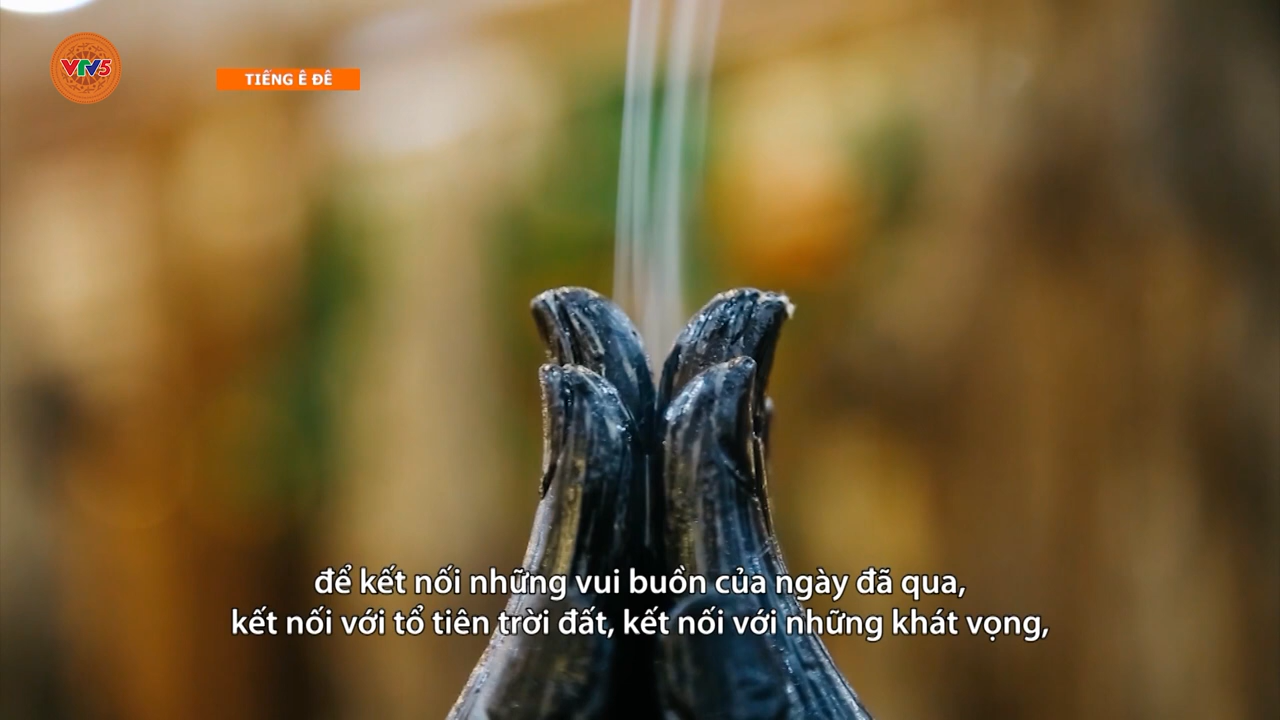 VTV5
TIẾNG Ê ĐÊ
để kết nối những vui buồn của ngày đã qua,
kết nối với tổ tiên trời đất, kết nối với những khát vọng,